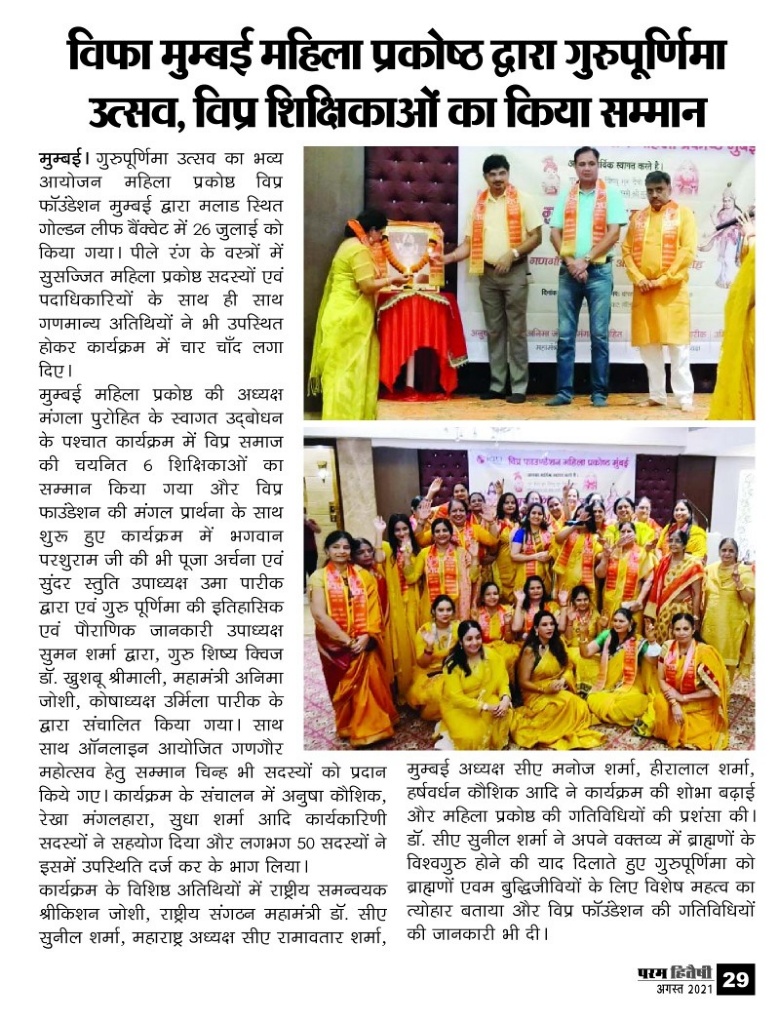 विफा मुम्बई महिला प्रकोष्ठ द्वारा गुरुपूर्णिमा
उत्सव, विप्र शिक्षिकाओं का किया सम्मान
मुम्बई। गुरुपूर्णिमा उत्सव का भव्य
आयोजन महिला प्रकोष्ठ विप्र
फॉउंडेशन मुम्बई द्वारा मलाड स्थित
गोल्डन लीफ बैंक्वेट में 26 जुलाई को
किया गया। पीले रंग के वस्त्रों में
सुसज्जित महिला प्रकोष्ठ सदस्यों एवं
पदाधिकारियों के साथ ही साथ
गणमान्य अतिथियों ने भी उपस्थित
होकर कार्यक्रम में चार चाँद लगा
दिए।
मुम्बई महिला प्रकोष्ठ की अध्यक्ष
मंगला पुरोहित के स्वागत उद्बोधन
के पश्चात कार्यक्रम में विप्र समाज
की चयनित 6 शिक्षिकाओं का
सम्मान किया गया और विप्र
फाउंडेशन की मंगल प्रार्थना के साथ
शुरू हुए कार्यक्रम में भगवान
परशुराम जी की भी पूजा अर्चना एवं
सुंदर स्तुति उपाध्यक्ष उमा पारीक
द्वारा एवं गुरु पूर्णिमा की इतिहासिक
एवं पौराणिक जानकारी उपाध्यक्ष
सुमन शर्मा द्वारा, गुरु शिष्य क्विज
डॉ. खुशबू श्रीमाली, महामंत्री अनिमा
जोशी, कोषाध्यक्ष उर्मिला पारीक के
द्वारा संचालित किया गया। साथ
साथ ऑनलाइन आयोजित गणगौर
महोत्सव हेतु सम्मान चिन्ह भी सदस्यों को प्रदान
किये गए। कार्यक्रम के संचालन में अनुषा कौशिक,
रेखा मंगलहारा, सुधा शर्मा आदि कार्यकारिणी
सदस्यों ने सहयोग दिया और लगभग 50 सदस्यों ने
इसमें उपस्थिति दर्ज कर के भाग लिया।
कार्यक्रम के विशिष्ठ अतिथियों में राष्ट्रीय समन्वयक
श्रीकिशन जोशी, राष्ट्रीय संगठन महामंत्री डॉ. सीए
सुनील शर्मा, महाराष्ट्र अध्यक्ष सीए रामावतार शर्मा,
विप्र फाउण्डेशन महिला प्रकोष्ठ मुंबई
मुम्बई अध्यक्ष सीए मनोज शर्मा, हीरालाल शर्मा,
हर्षवर्धन कौशिक आदि ने कार्यक्रम की शोभा बढ़ाई
और महिला प्रकोष्ठ की गतिविधियों की प्रशंसा की।
डॉ. सीए सुनील शर्मा ने अपने वक्तव्य में ब्राह्मणों के
विश्वगुरु होने की याद दिलाते हुए गुरुपूर्णिमा को
ब्राह्मणों एवम बुद्धिजीवियों के लिए विशेष महत्व का
त्योहार बताया और विप्र फॉउंडेशन की गतिविधियों
की जानकारी भी दी।
परम हितैषी
अगस्त 2021 29